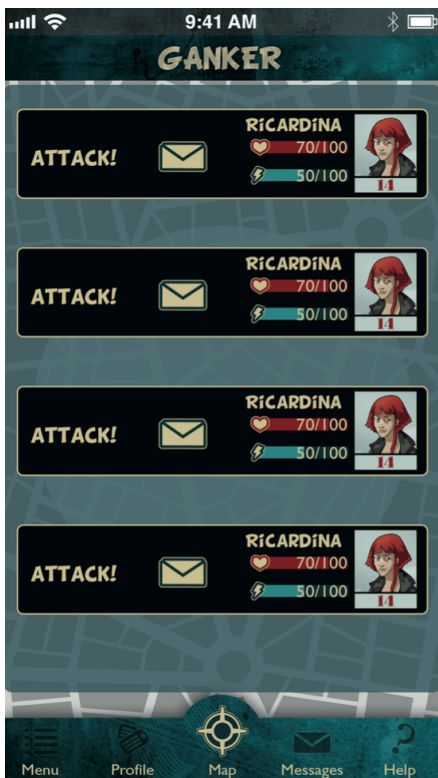 9:41 AM
GANKER
RiCARDiNA
ATTACK!
70/100
50/100
14
RiCARDiNA
ATTACK!
70/100
50/100
14
RiCARDiNA
ATTACK!
70/100
50/100
14
RiCARDiNA
ATTACK!
70/100
50/100
14
Menu Profile Map Messages Help